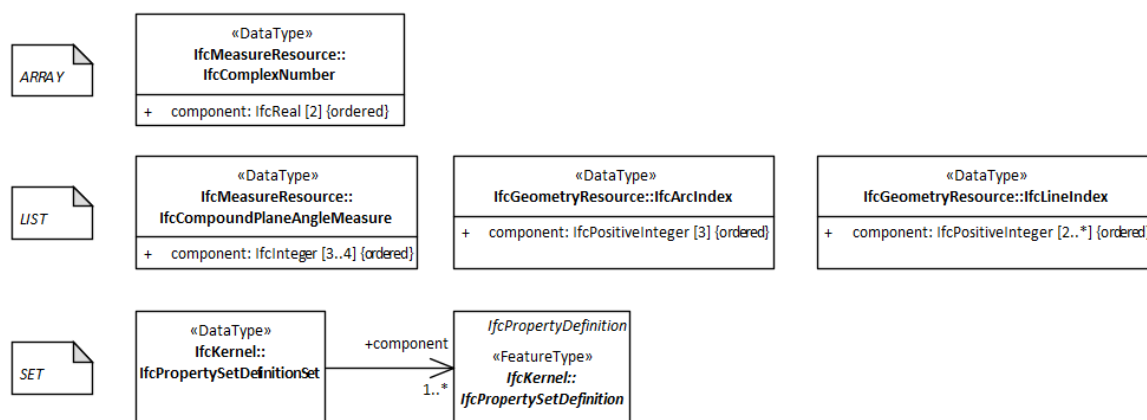 ARRAY
«DataType»
IfcMeasureResource::
IfcComplexNumber
+ component: IfcReal [2] {ordered}
LIST
«DataType»
IfcMeasureResource::
IfcCompoundPlaneAngleMeasure
+ component: IfcInteger [3..4] {ordered}
«DataType»
IfcGeometryResource::IfcArcIndex
+ component: IfcPositiveInteger [3] {ordered}
«DataType»
IfcGeometryResource::IfcLineIndex
+ component: IfcPositiveInteger [2..*] {ordered}
SET
«DataType»
IfcKernel::
IfcPropertySetDefinitionSet
+component
1..*
IfcPropertyDefinition
«FeatureType»
IfcKernel::
IfcPropertySetDefinition